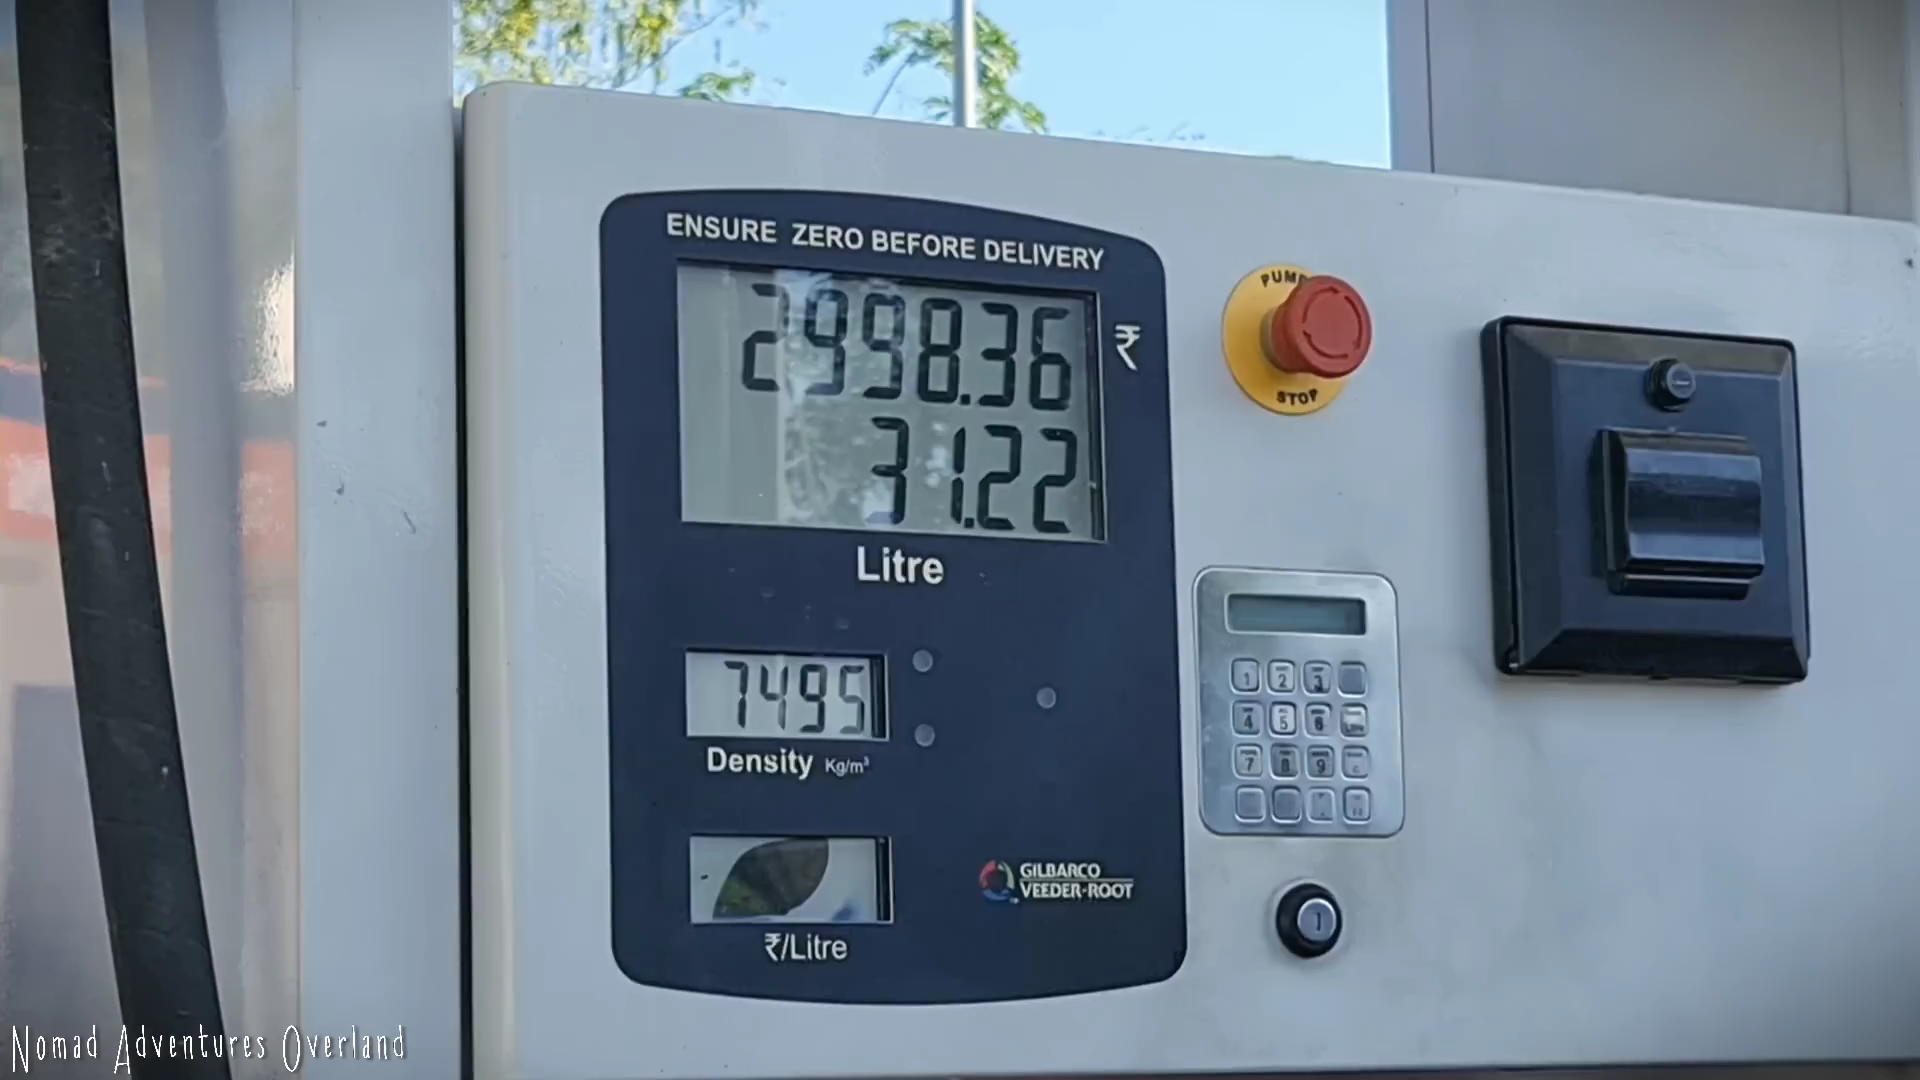 ENSURE ZERO BEFORE DELIVERY
2998.36
₹
31.22
Litre
7495
Density Kg/m³
₹/Litre
GILBARCO
VEEDER-ROOT
PUMP
STOP
1 2 3
4 5 6
7 8 9
Nomad Adventures Overland